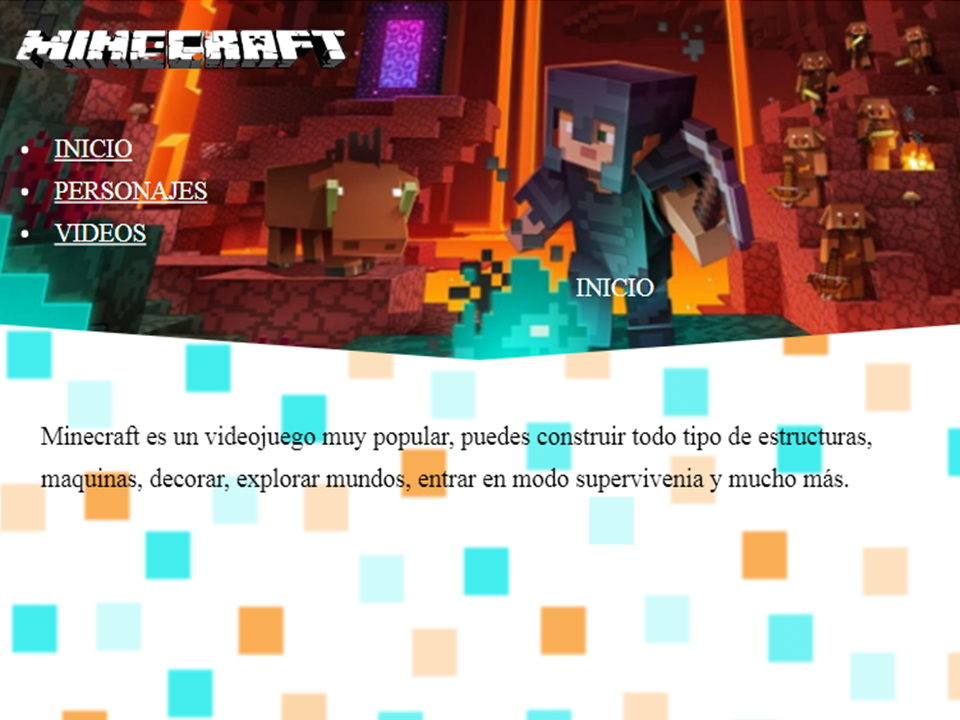 MINECRAFT
INICIO
PERSONAJES
VIDEOS
INICIO
Minecraft es un videojuego muy popular, puedes construir todo tipo de estructuras,
maquinas, decorar, explorar mundos, entrar en modo supervivenia y mucho más.